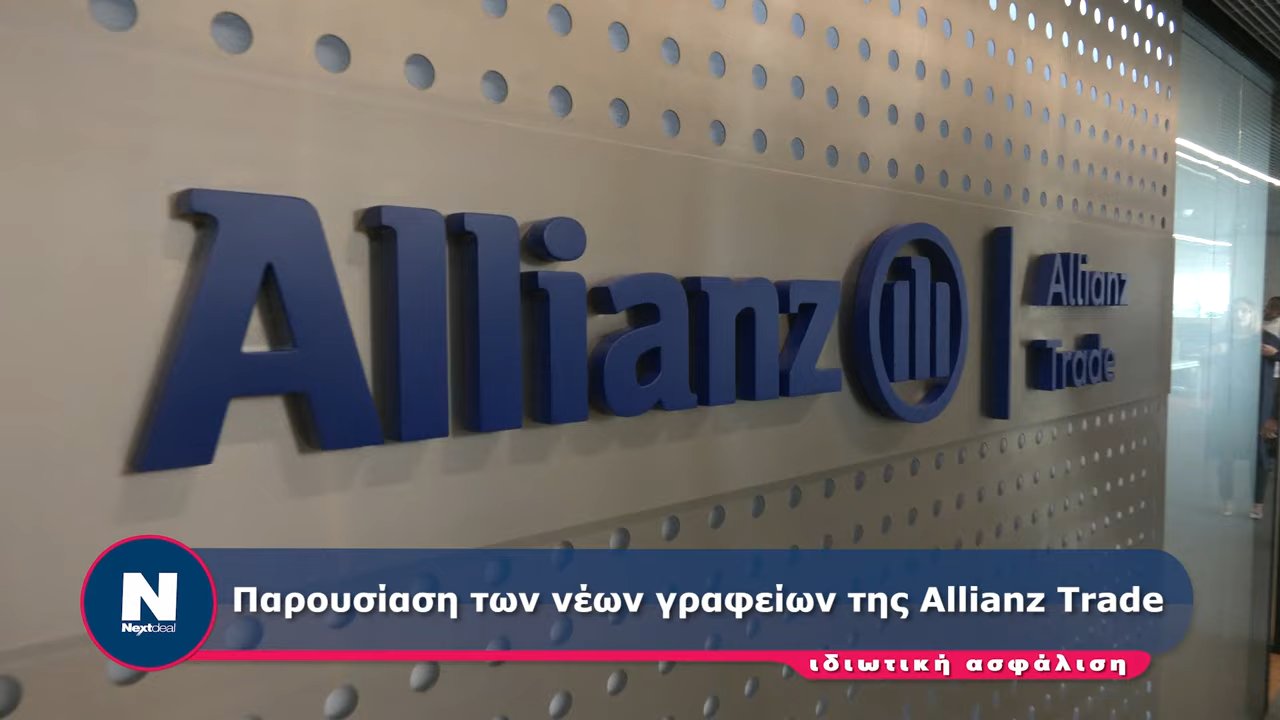 Allianz
Allianz
Trade
N
Nextdeal
Παρουσίαση των νέων γραφείων της Allianz Trade
ιδιωτική ασφάλιση